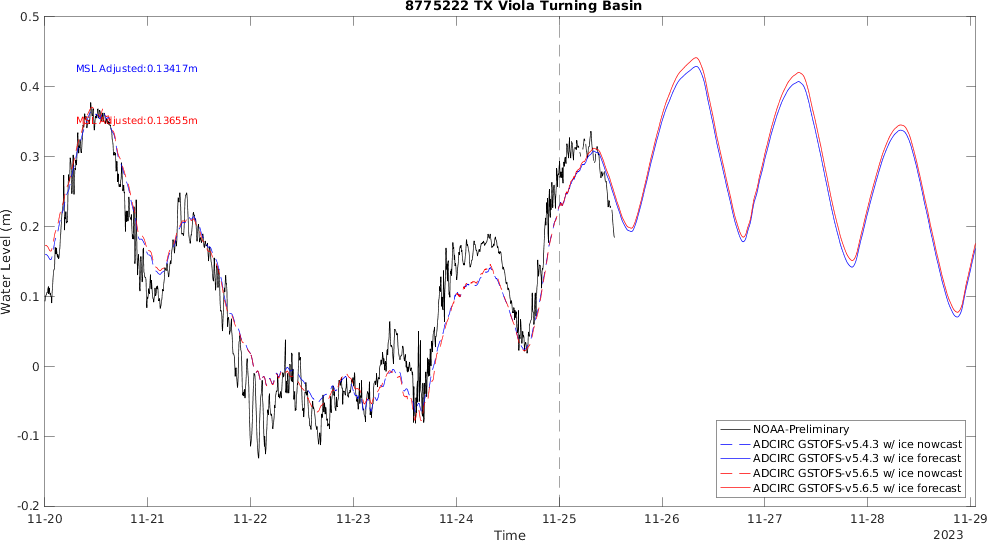 8775222 TX Viola Turning Basin
0.5
0.4
0.3
0.2
0.1
0
-0.1
-0.2
Water Level (m)
MSL Adjusted:0.13417m
MSL Adjusted:0.13655m
NOAA-Preliminary
ADCIRC GSTOFS-v5.4.3 w/ ice nowcast
ADCIRC GSTOFS-v5.4.3 w/ ice forecast
ADCIRC GSTOFS-v5.6.5 w/ ice nowcast
ADCIRC GSTOFS-v5.6.5 w/ ice forecast
11-20 11-21 11-22 11-23 11-24 11-25 11-26 11-27 11-28 11-29
Time
2023